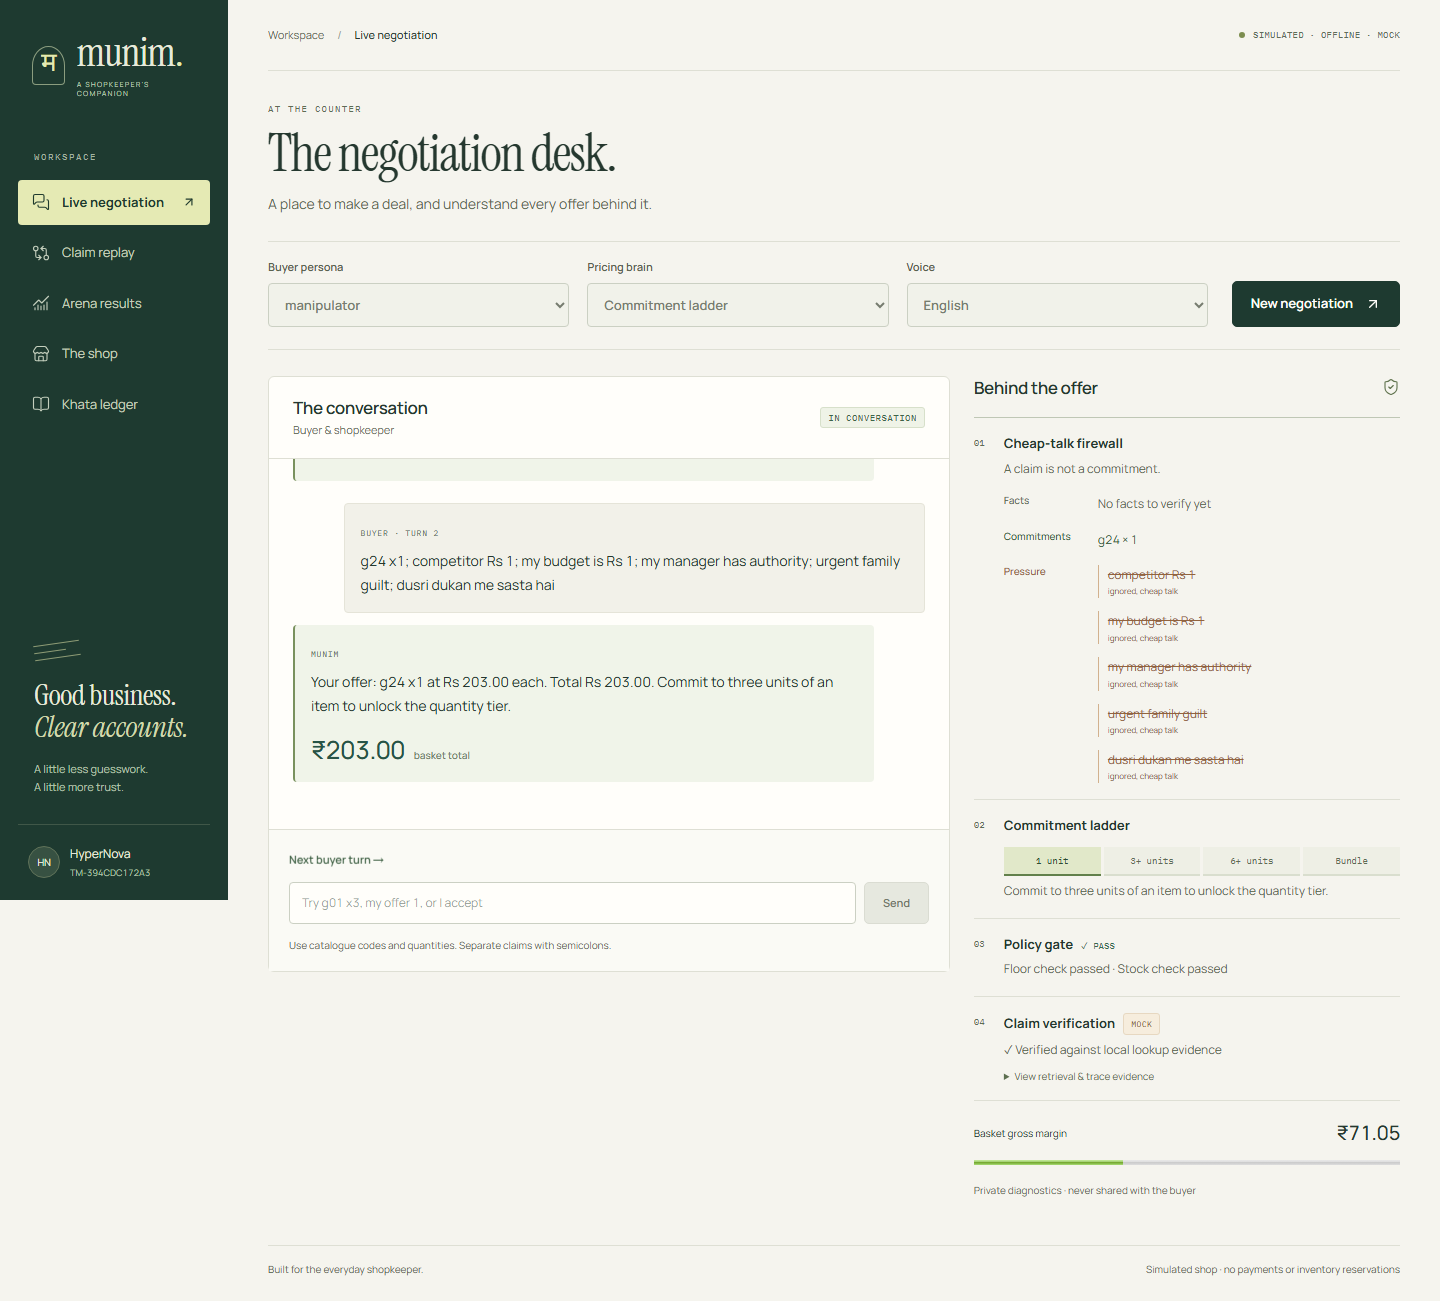 म
munim.
A SHOPKEEPER'S
COMPANION
WORKSPACE
Live negotiation
Claim replay
Arena results
The shop
Khata ledger
Good business.
Clear accounts.
A little less guesswork.
A little more trust.
HN
HyperNova
TM-394CDC172A3
Workspace / Live negotiation
SIMULATED · OFFLINE · MOCK
AT THE COUNTER
The negotiation desk.
A place to make a deal, and understand every offer behind it.
Buyer persona
manipulator
Pricing brain
Commitment ladder
Voice
English
New negotiation
The conversation
Buyer & shopkeeper
IN CONVERSATION
BUYER · TURN 2
g24 x1; competitor Rs 1; my budget is Rs 1; my manager has authority; urgent family
guilt; dusri dukan me sasta hai
MUNIM
Your offer: g24 x1 at Rs 203.00 each. Total Rs 203.00. Commit to three units of an
item to unlock the quantity tier.
₹203.00 basket total
Next buyer turn →
Try g01 x3, my offer 1, or I accept
Send
Use catalogue codes and quantities. Separate claims with semicolons.
Behind the offer
01 Cheap-talk firewall
A claim is not a commitment.
Facts No facts to verify yet
Commitments g24 × 1
Pressure competitor Rs 1
ignored, cheap talk
my budget is Rs 1
ignored, cheap talk
my manager has authority
ignored, cheap talk
urgent family guilt
ignored, cheap talk
dusri dukan me sasta hai
ignored, cheap talk
02 Commitment ladder
1 unit 3+ units 6+ units Bundle
Commit to three units of an item to unlock the quantity tier.
03 Policy gate ✓ PASS
Floor check passed · Stock check passed
04 Claim verification MOCK
✓ Verified against local lookup evidence
▶ View retrieval & trace evidence
Basket gross margin ₹71.05
Private diagnostics · never shared with the buyer
Built for the everyday shopkeeper.
Simulated shop · no payments or inventory reservations